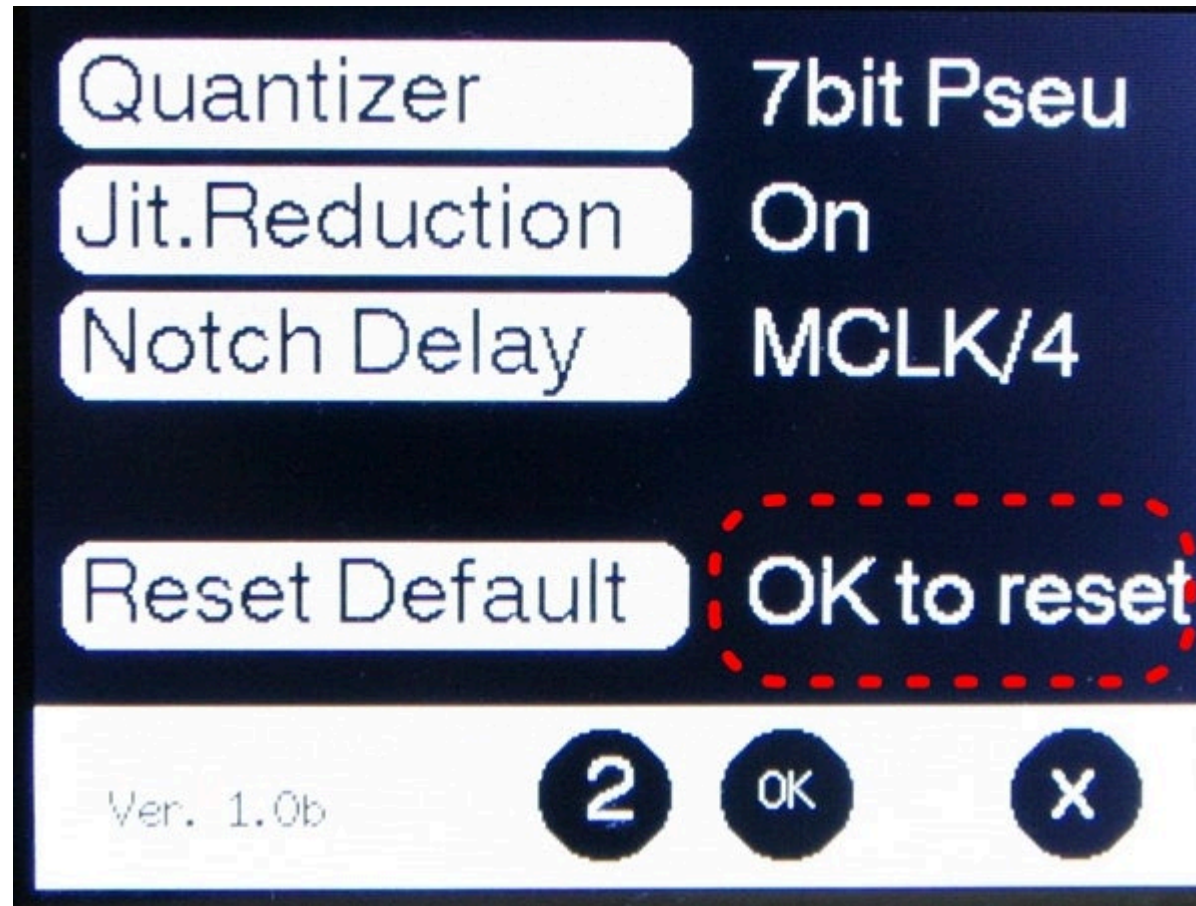 Quantizer 7bit Pseu
Jit.Reduction On
Notch Delay MCLK/4
Reset Default OK to reset
Ver. 1.0b 2 OK X